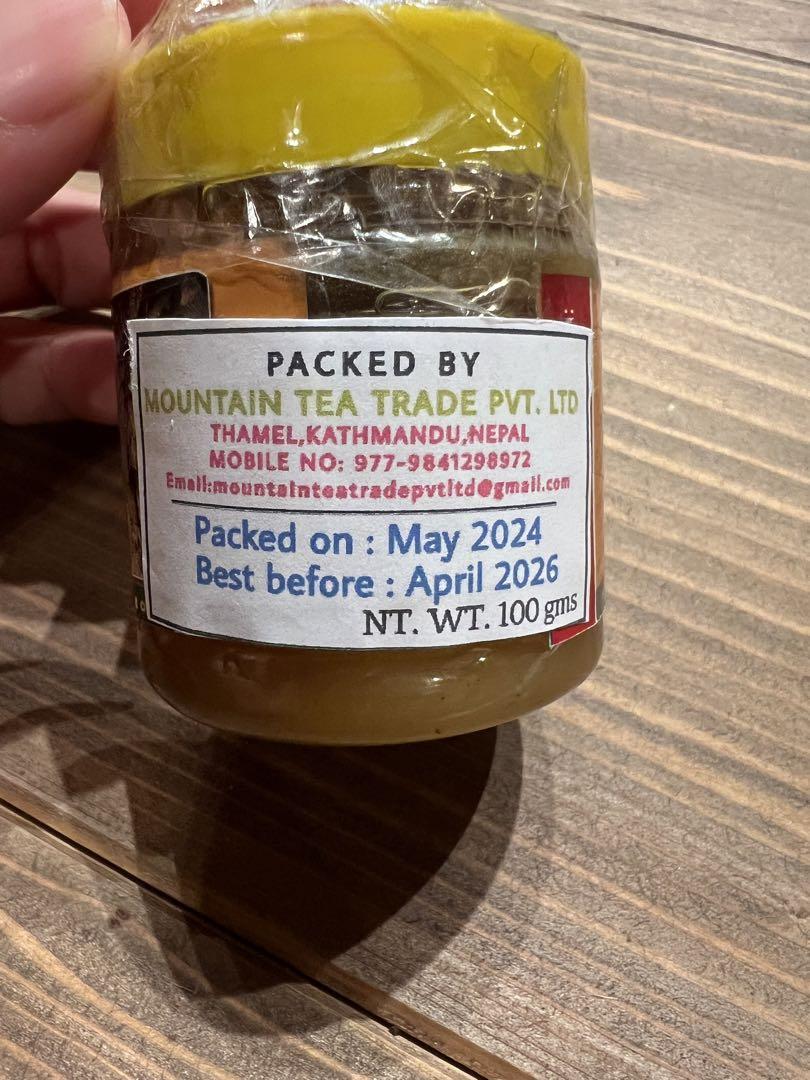 PACKED BY
MOUNTAIN TEA TRADE PVT. LTD
THAMEL,KATHMANDU,NEPAL
MOBILE NO: 977-9841298972
Email:mountainteatradepvtltd@gmail.com
Packed on : May 2024
Best before : April 2026
NT. WT. 100 gms